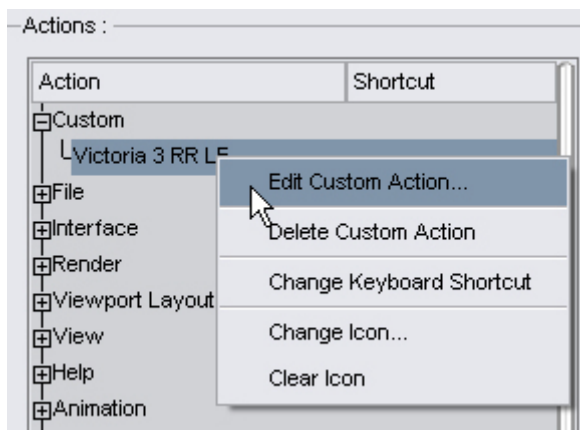 Actions :
Action Shortcut
Custom
Victoria 3 RR LE
Edit Custom Action...
File
Interface
Delete Custom Action
Render
Change Keyboard Shortcut
Viewport Layout
View
Change Icon...
Help
Clear Icon
Animation